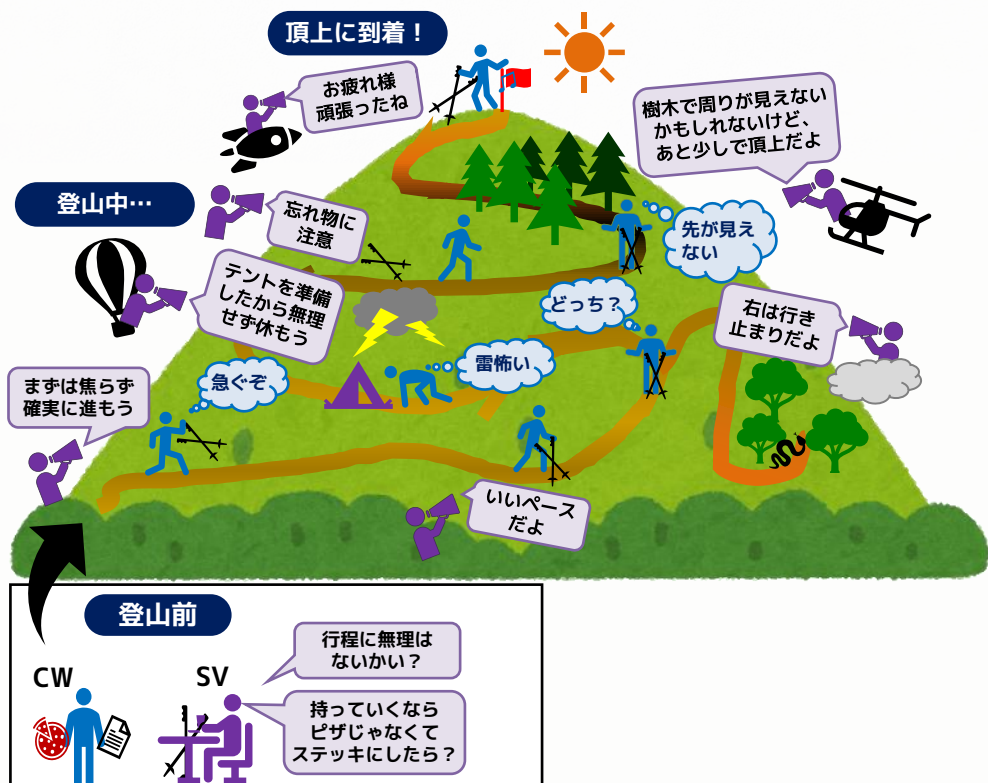 頂上に到着！
お疲れ様
頑張ったね
樹木で周りが見えない
かもしれないけど、
あと少しで頂上だよ
登山中…
忘れ物に
注意
先が見え
ない
テントを準備
したから無理
せず休もう
どっち？
右は行き
止まりだよ
雷怖い
急ぐぞ
まずは焦らず
確実に進もう
いいペース
だよ
登山前
CW
SV
行程に無理は
ないかい？
持っていくなら
ピザじゃなくて
ステッキにしたら？